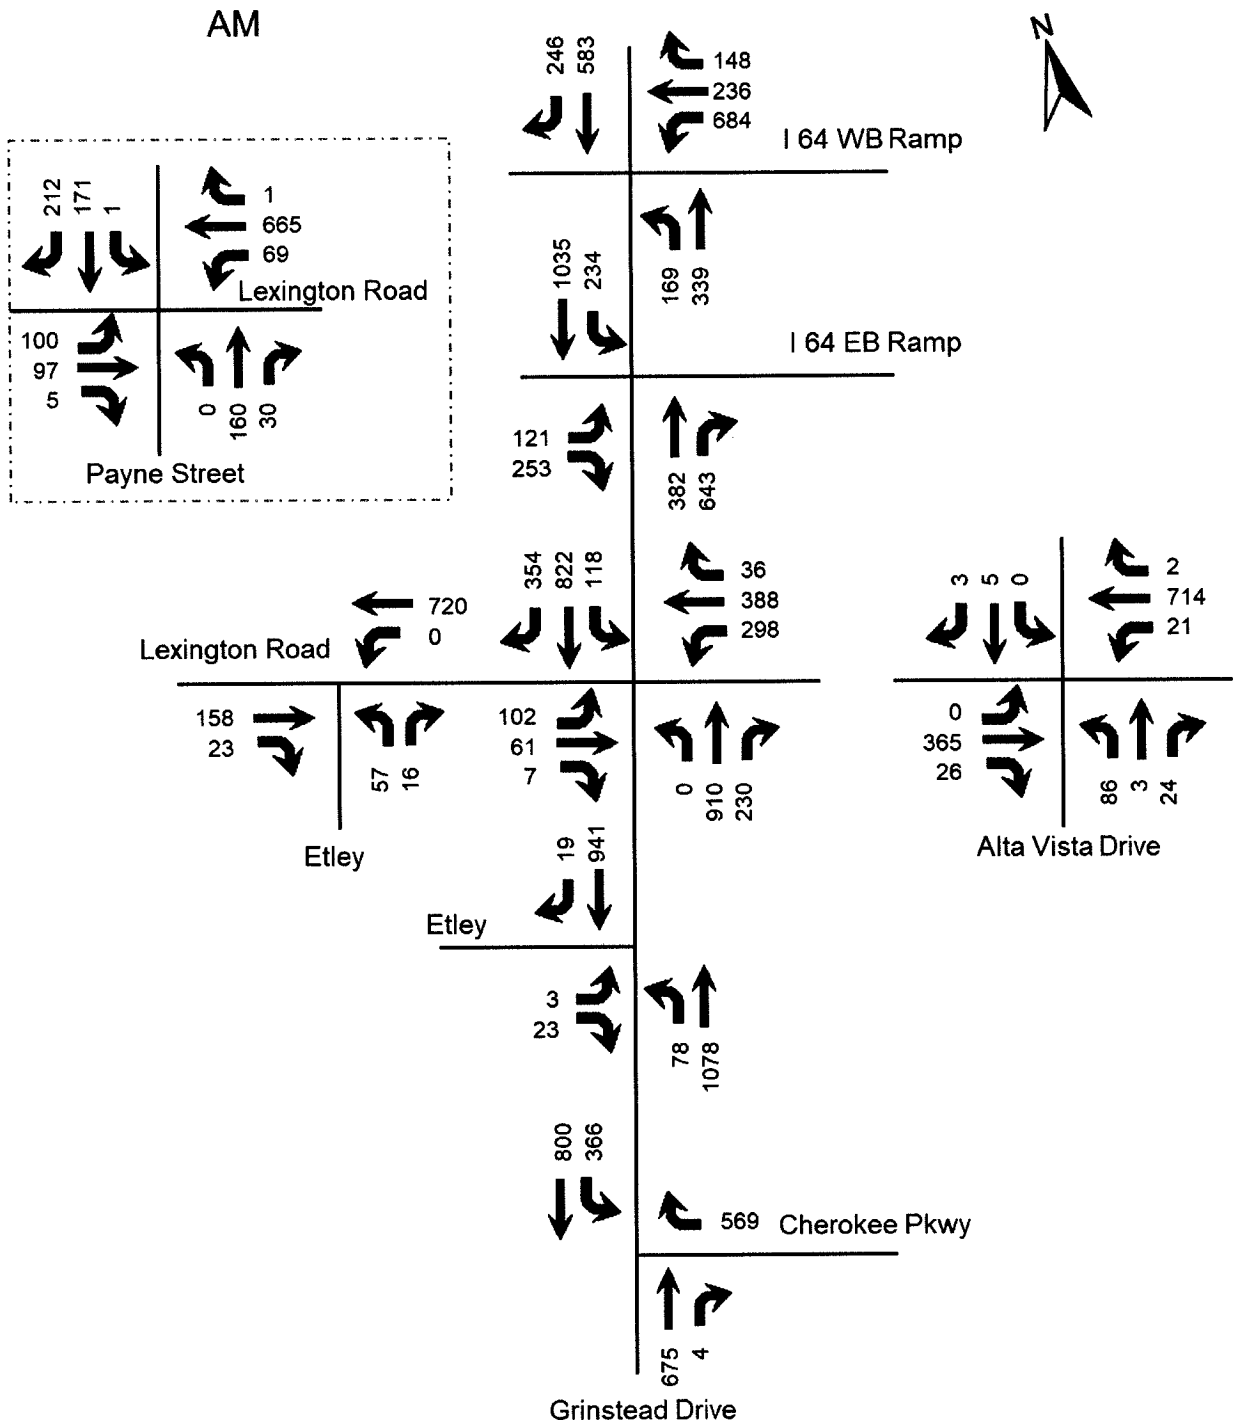 AM
N
246 583
148
236
684
I 64 WB Ramp
169 339
212 171 1
1
665
69
Lexington Road
100
97
5
0 160 30
Payne Street
1035 234
I 64 EB Ramp
121
253
382 643
720
0
Lexington Road
354 822 118
36
388
298
158
23
57 16
Etley
102
61
7
0 910 230
3 5 0
2
714
21
0
365
26
86 3 24
Alta Vista Drive
19 941
Etley
3
23
78 1078
800 366
569 Cherokee Pkwy
675 4
Grinstead Drive